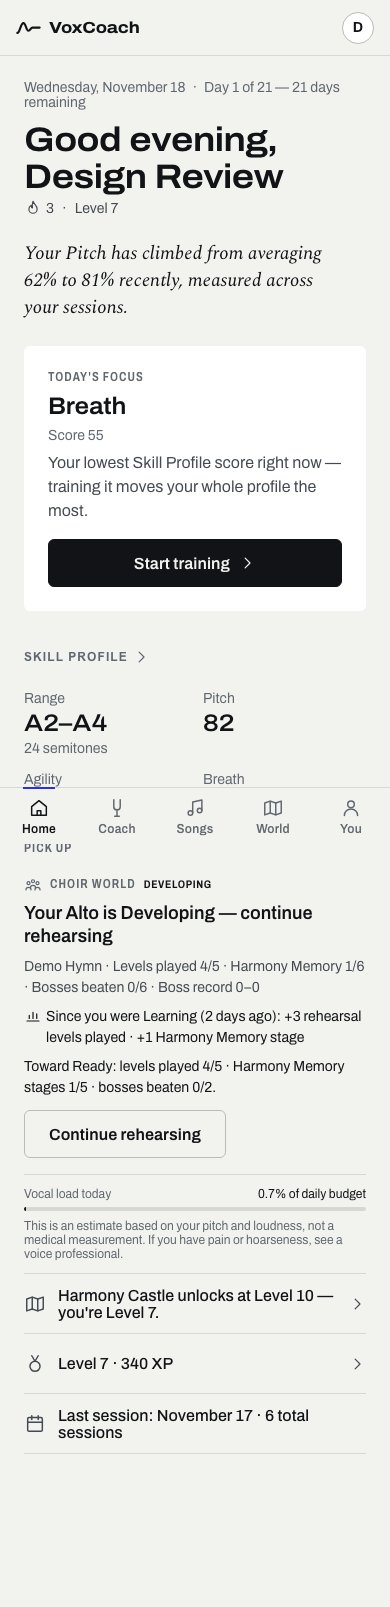 VoxCoach
D
Wednesday, November 18 · Day 1 of 21 — 21 days
remaining
Good evening,
Design Review
3 · Level 7
Your Pitch has climbed from averaging
62% to 81% recently, measured across
your sessions.
TODAY'S FOCUS
Breath
Score 55
Your lowest Skill Profile score right now —
training it moves your whole profile the
most.
Start training
SKILL PROFILE
Range Pitch
A2–A4 82
24 semitones
Agility Breath
Home Coach Songs World You
PICK UP
CHOIR WORLD DEVELOPING
Your Alto is Developing — continue
rehearsing
Demo Hymn · Levels played 4/5 · Harmony Memory 1/6
· Bosses beaten 0/6 · Boss record 0–0
Since you were Learning (2 days ago): +3 rehearsal
levels played · +1 Harmony Memory stage
Toward Ready: levels played 4/5 · Harmony Memory
stages 1/5 · bosses beaten 0/2.
Continue rehearsing
Vocal load today 0.7% of daily budget
This is an estimate based on your pitch and loudness, not a
medical measurement. If you have pain or hoarseness, see a
voice professional.
Harmony Castle unlocks at Level 10 —
you're Level 7.
Level 7 · 340 XP
Last session: November 17 · 6 total
sessions